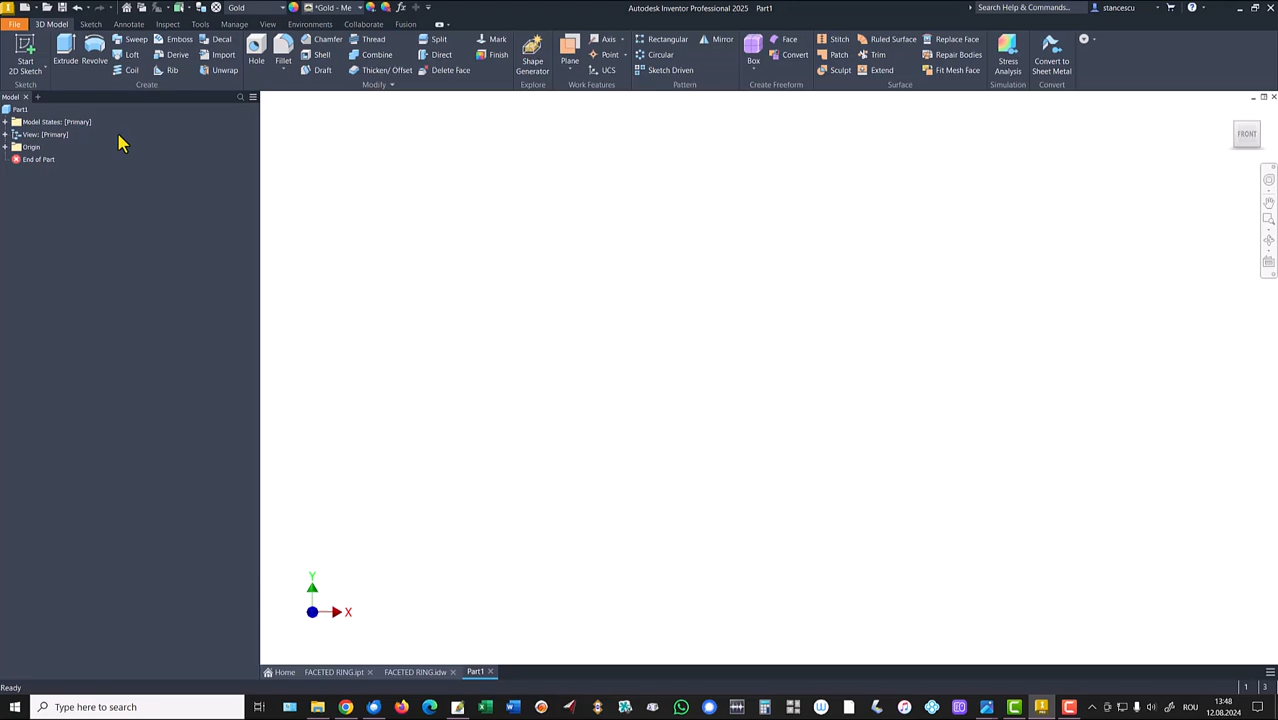 Gold
*Gold - Me
Autodesk Inventor Professional 2025 Part1
Search Help & Commands...
stancescu
File 3D Model Sketch Annotate Inspect Tools Manage View Environments Collaborate Fusion
Start
2D Sketch
Extrude
Revolve
Sweep
Emboss
Decal
Loft
Derive
Import
Coil
Rib
Unwrap
Hole
Fillet
Chamfer
Thread
Shell
Combine
Draft
Thicken/ Offset
Split
Direct
Delete Face
Mark
Finish
Shape
Generator
Plane
Axis
Point
UCS
Rectangular
Mirror
Circular
Sketch Driven
Box
Face
Convert
Stitch
Ruled Surface
Replace Face
Patch
Trim
Repair Bodies
Sculpt
Extend
Fit Mesh Face
Stress
Analysis
Convert to
Sheet Metal
Sketch Create Modify Explore Work Features Pattern Create Freeform Surface Simulation Convert
Model
Part1
Model States: [Primary]
View: [Primary]
Origin
End of Part
FRONT
Y
X
Home FACETED RING.ipt FACETED RING.idw Part1
Ready
1 3
Type here to search
ROU
13:48
12.08.2024